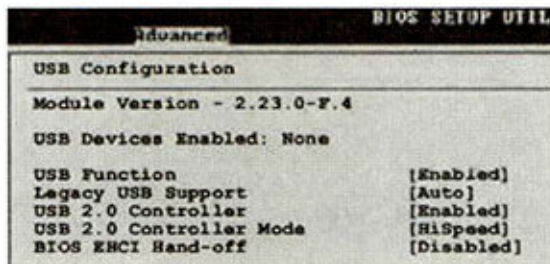 BIOS SETUP UTIL
Advanced
USB Configuration
Module Version - 2.23.0-F.4
USB Devices Enabled: None
USB Function [Enabled]
Legacy USB Support [Auto]
USB 2.0 Controller [Enabled]
USB 2.0 Controller Mode [HiSpeed]
BIOS EHCI Hand-off [Disabled]